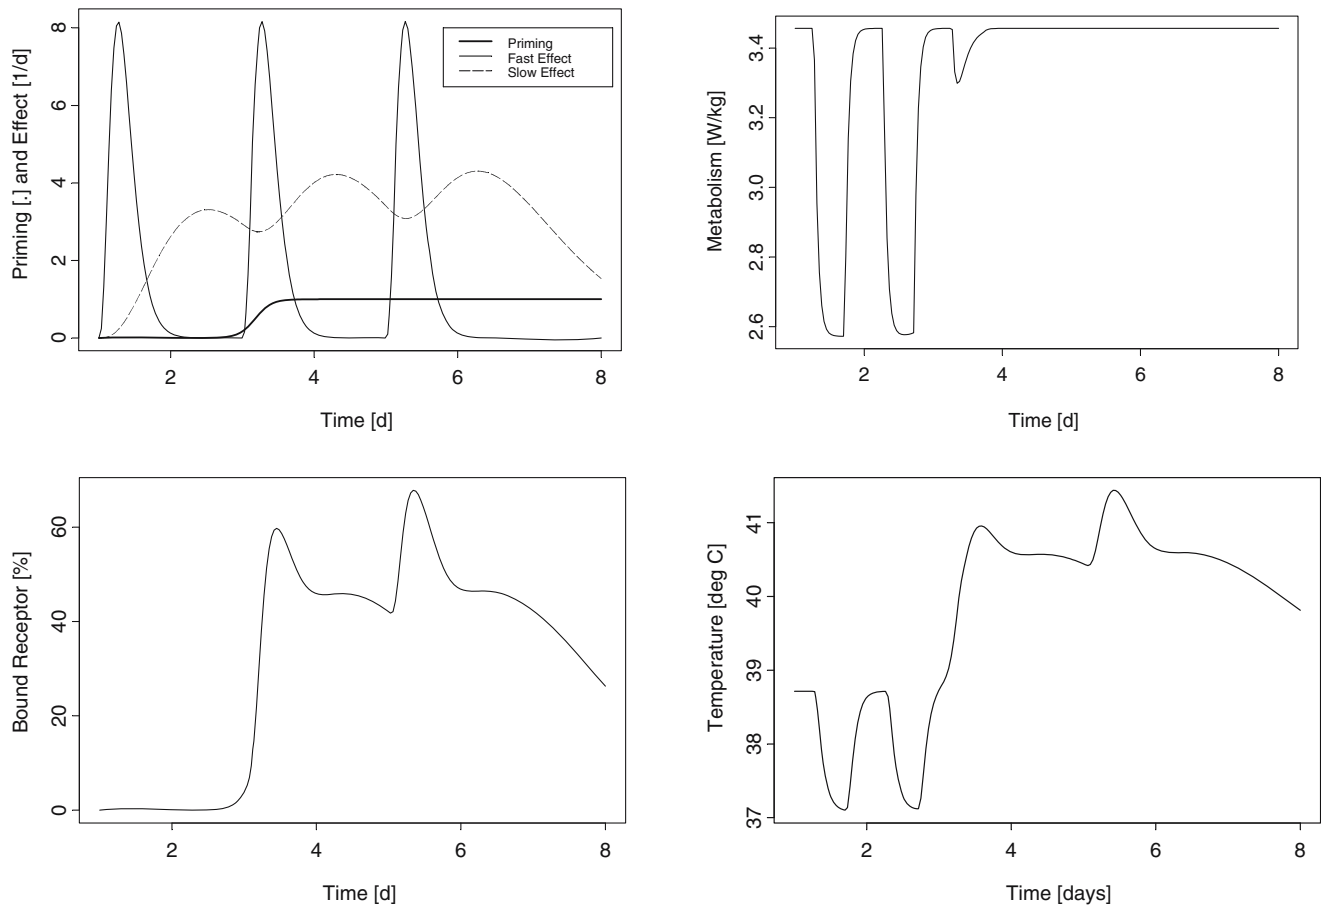 Priming [.] and Effect [1/d]
8
6
4
2
0
Priming
Fast Effect
Slow Effect
2 4 6 8
Time [d]
Metabolism [W/kg]
3.4
3.2
3.0
2.8
2.6
2 4 6 8
Time [d]
Bound Receptor [%]
60
40
20
0
2 4 6 8
Time [d]
Temperature [deg C]
41
40
39
38
37
2 4 6 8
Time [days]